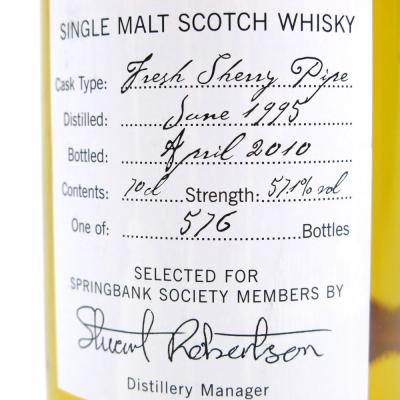 SINGLE MALT SCOTCH WHISKY
Cask Type: Fresh Sherry Pipe
Distilled: June 1995
Bottled: April 2010
Contents: 70cl Strength: 57.1% vol
One of: 576 Bottles
SELECTED FOR
SPRINGBANK SOCIETY MEMBERS BY
Stuart Robertson
Distillery Manager